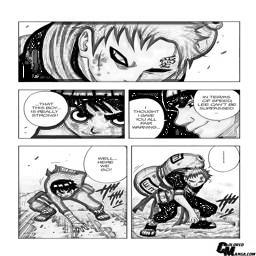 IN TERMS
OF SPEED,
LEE CAN'T BE
SURPASSED!
I
THOUGHT
I GAVE
YOU ALL
FAIR
WARNING...
...THAT
THIS BOY...
IS REALLY
STRONG!
!
WELL...
HERE
WE
GO!
COLORED
MANGA.COM